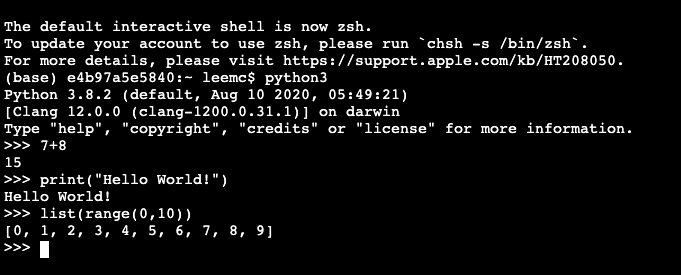 The default interactive shell is now zsh.
To update your account to use zsh, please run `chsh -s /bin/zsh`.
For more details, please visit https://support.apple.com/kb/HT208050.
(base) e4b97a5e5840:~ leemc$ python3
Python 3.8.2 (default, Aug 10 2020, 05:49:21)
[Clang 12.0.0 (clang-1200.0.31.1)] on darwin
Type "help", "copyright", "credits" or "license" for more information.
>>> 7+8
15
>>> print("Hello World!")
Hello World!
>>> list(range(0,10))
[0, 1, 2, 3, 4, 5, 6, 7, 8, 9]
>>>